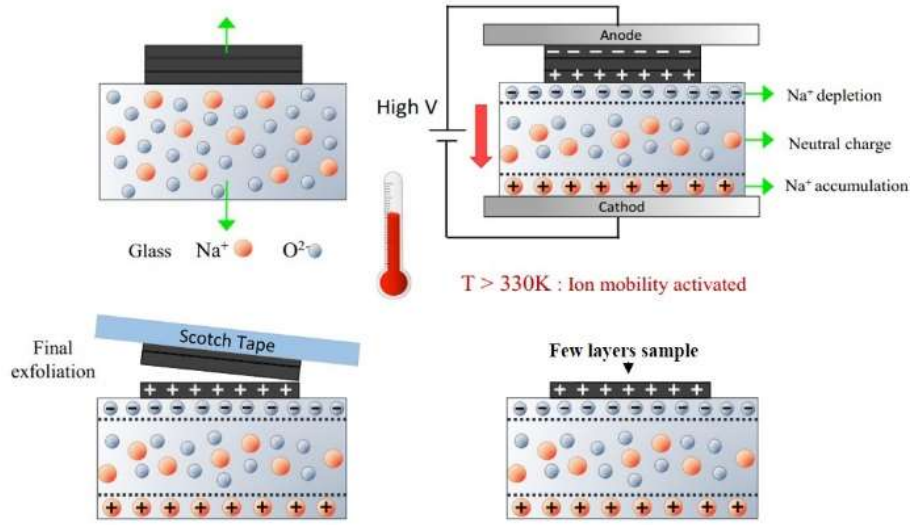 Anode
High V
Na⁺ depletion
Neutral charge
Na⁺ accumulation
Cathod
Glass Na⁺ O²⁻
T > 330K : Ion mobility activated
Scotch Tape
Final
exfoliation
Few layers sample